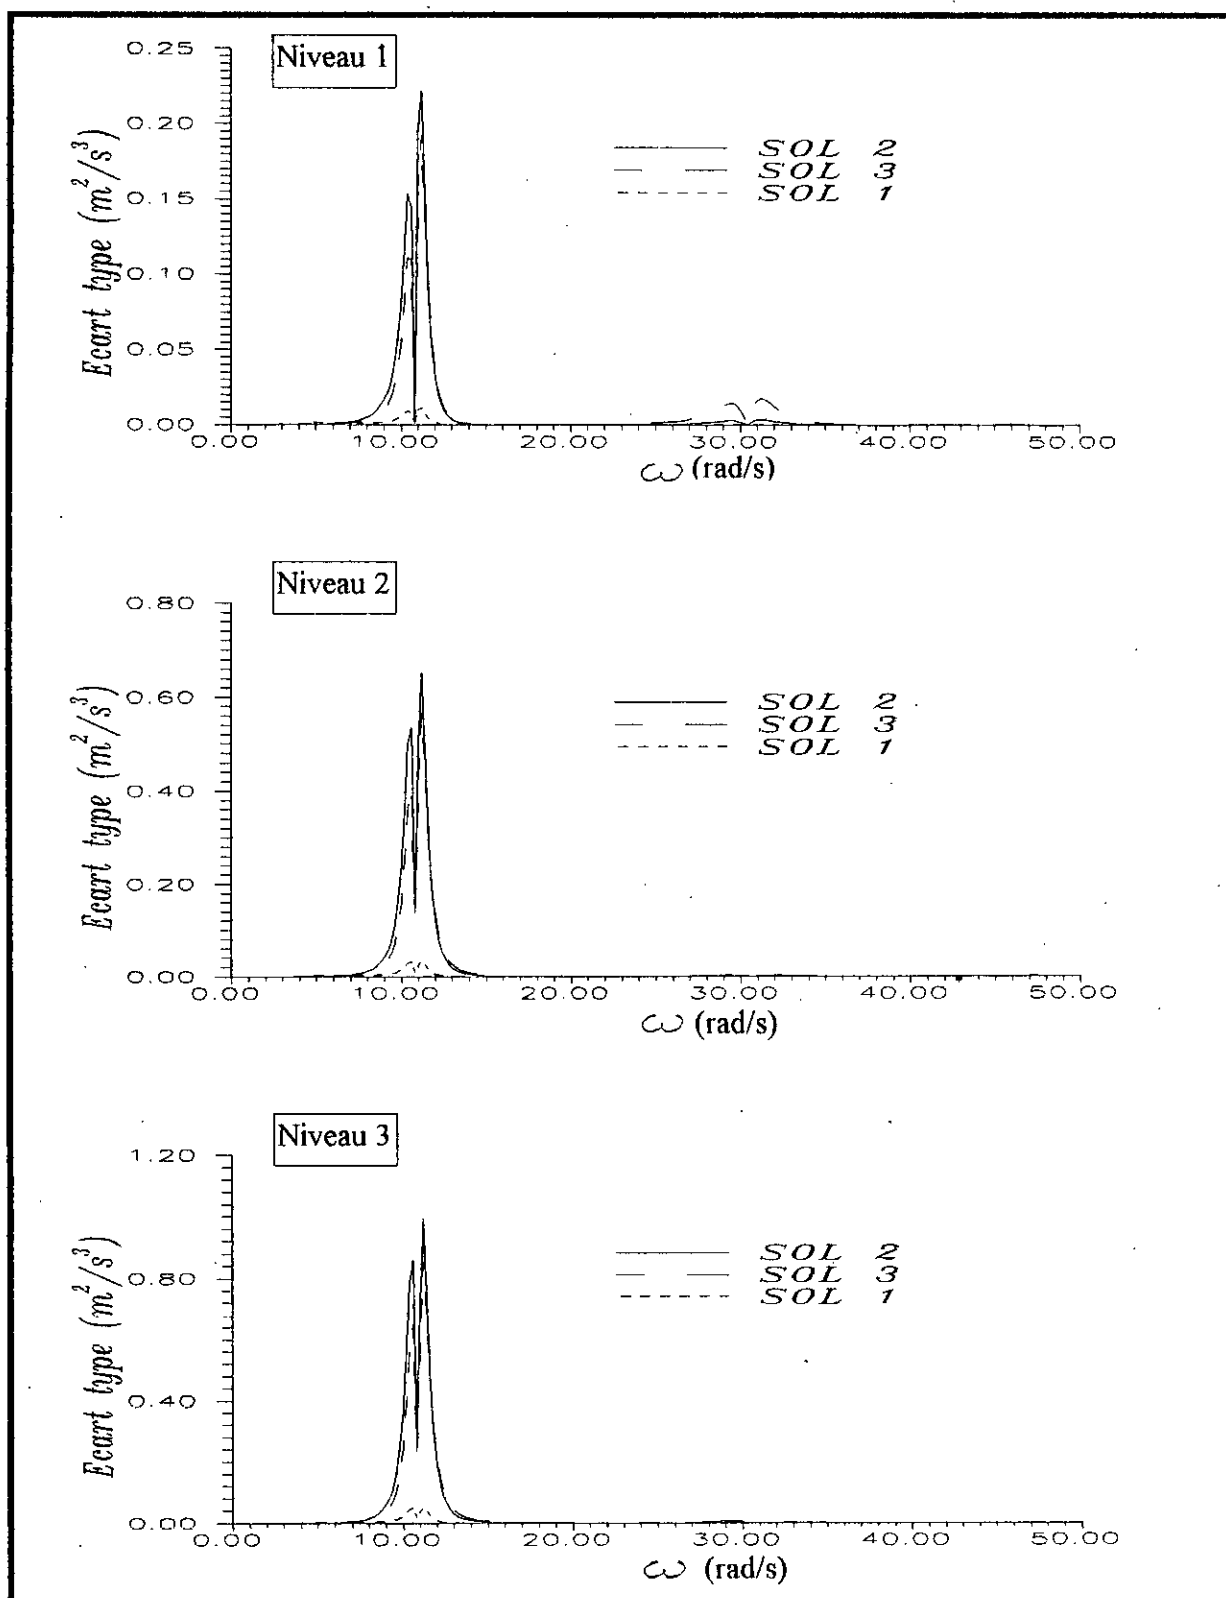 Niveau 1
0.25
0.20
0.15
0.10
0.05
0.00
Ecart type (m²/s³)
SOL 2
SOL 3
SOL 1
0.00 10.00 20.00 30.00 40.00 50.00
ω (rad/s)
Niveau 2
0.80
0.60
0.40
0.20
0.00
Ecart type (m²/s³)
SOL 2
SOL 3
SOL 1
0.00 10.00 20.00 30.00 40.00 50.00
ω (rad/s)
Niveau 3
1.20
0.80
0.40
0.00
Ecart type (m²/s³)
SOL 2
SOL 3
SOL 1
0.00 10.00 20.00 30.00 40.00 50.00
ω (rad/s)